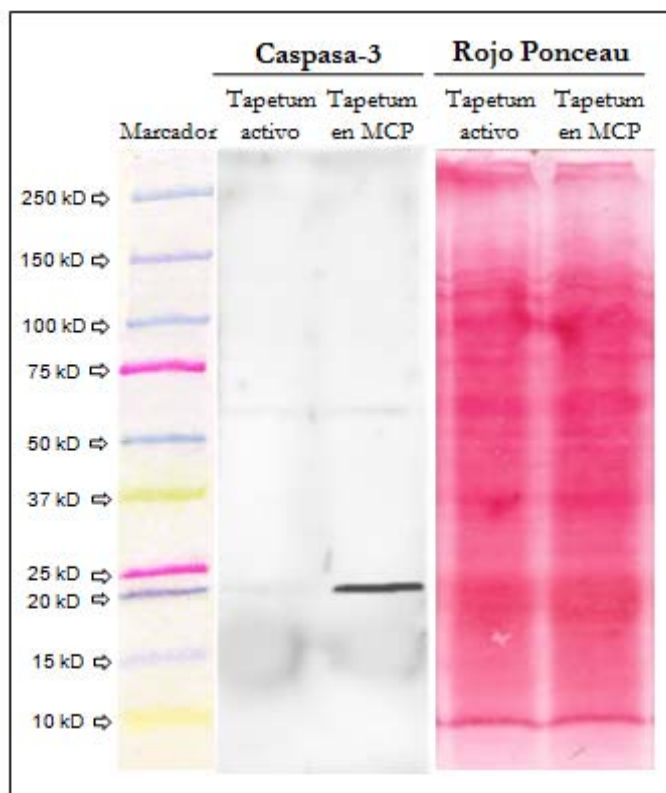 Caspasa-3 Rojo Ponceau
Tapetum Tapetum Tapetum Tapetum
Marcador activo en MCP activo en MCP
250 kD ⇨
150 kD ⇨
100 kD ⇨
75 kD ⇨
50 kD ⇨
37 kD ⇨
25 kD ⇨
20 kD ⇨
15 kD ⇨
10 kD ⇨